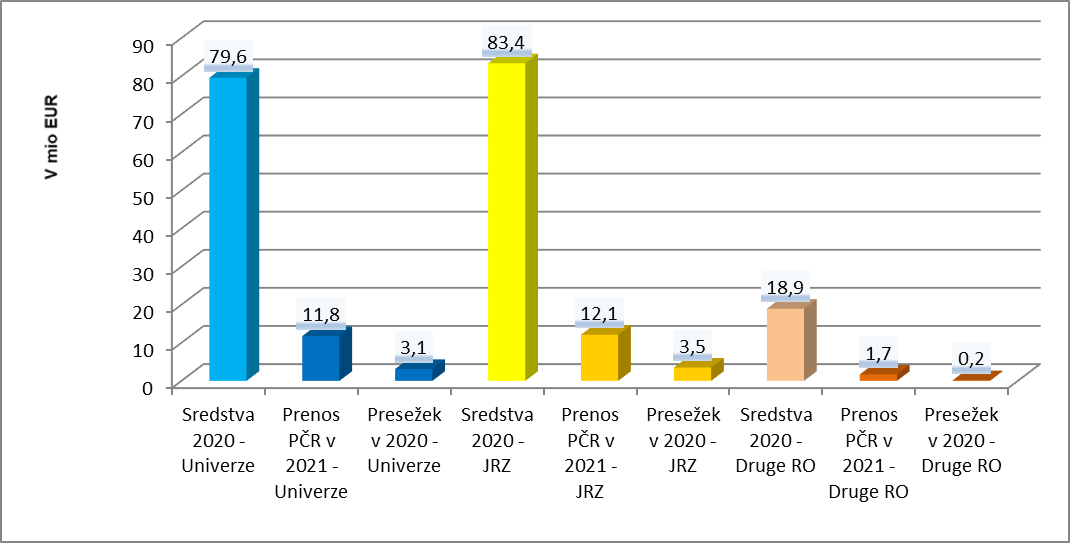 V mio EUR
90
80
70
60
50
40
30
20
10
0
79,6
11,8
3,1
83,4
12,1
3,5
18,9
1,7
0,2
Sredstva
2020 -
Univerze
Prenos
PČR v
2021 -
Univerze
Presežek
v 2020 -
Univerze
Sredstva
2020 -
JRZ
Prenos
PČR v
2021 -
JRZ
Presežek
v 2020 -
JRZ
Sredstva
2020 -
Druge RO
Prenos
PČR v
2021 -
Druge RO
Presežek
v 2020 -
Druge RO